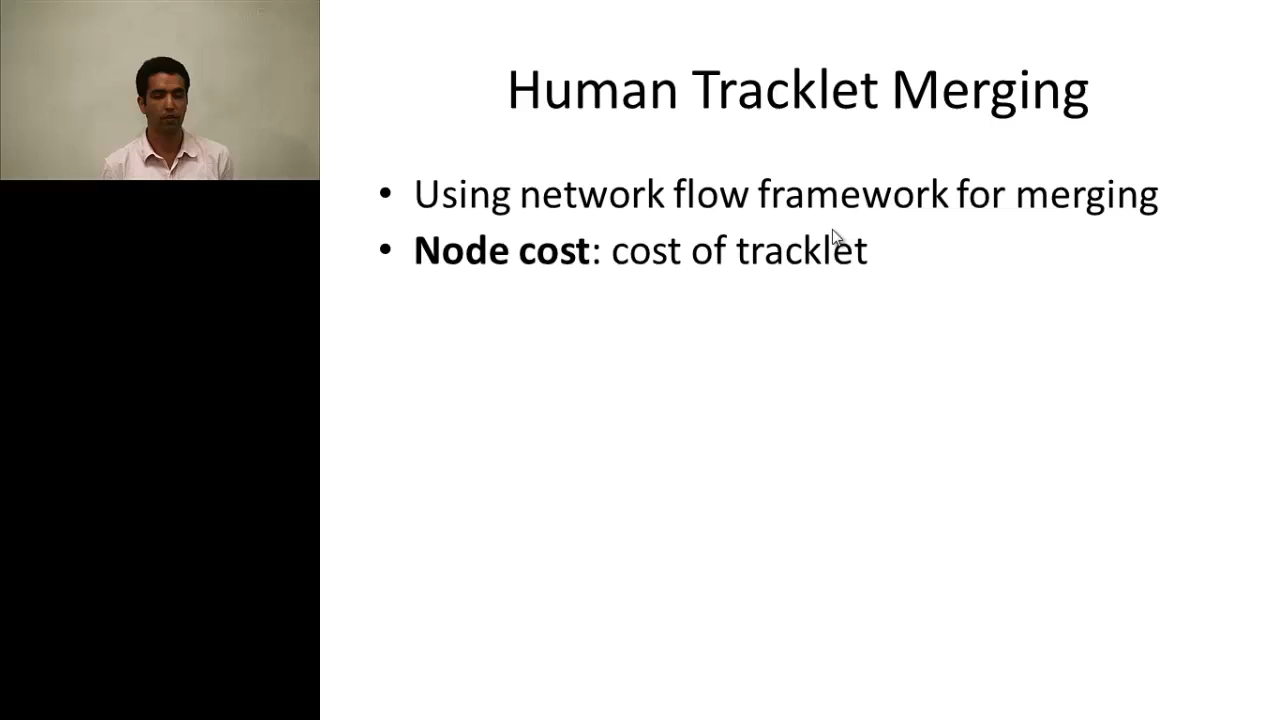 Human Tracklet Merging
• Using network flow framework for merging
• Node cost: cost of tracklet